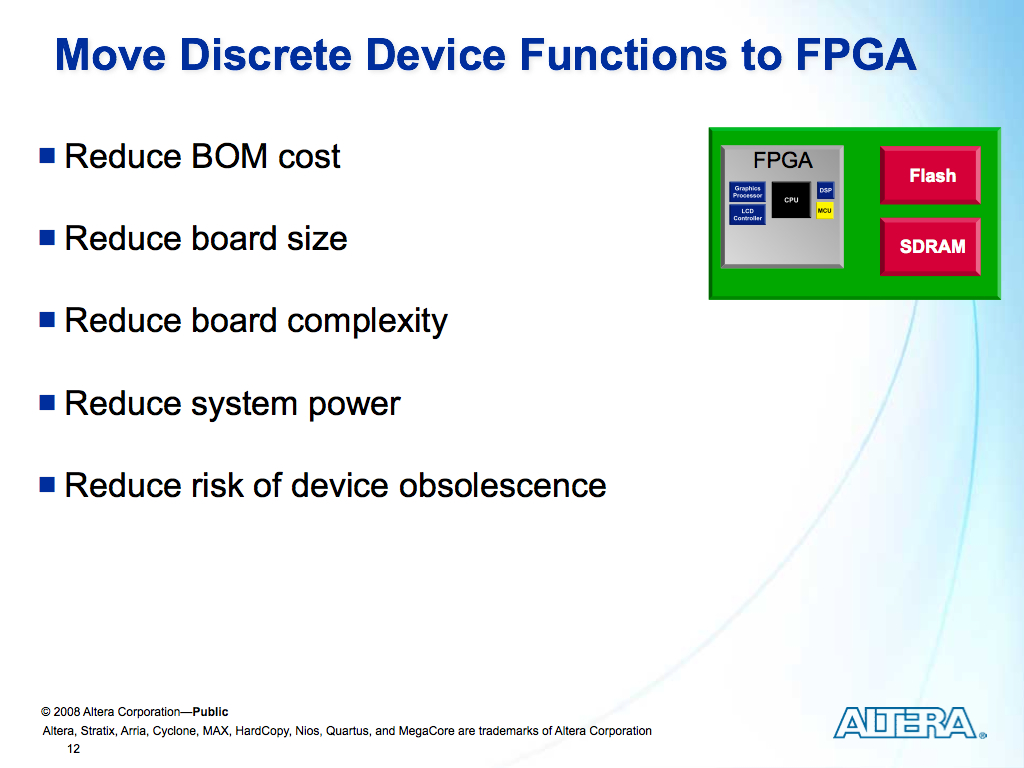 Move Discrete Device Functions to FPGA
Reduce BOM cost
Reduce board size
Reduce board complexity
Reduce system power
Reduce risk of device obsolescence
FPGA
Graphics
Processor
LCD
Controller
CPU
DSP
MCU
Flash
SDRAM
© 2008 Altera Corporation—Public
Altera, Stratix, Arria, Cyclone, MAX, HardCopy, Nios, Quartus, and MegaCore are trademarks of Altera Corporation
12
ALTERA®